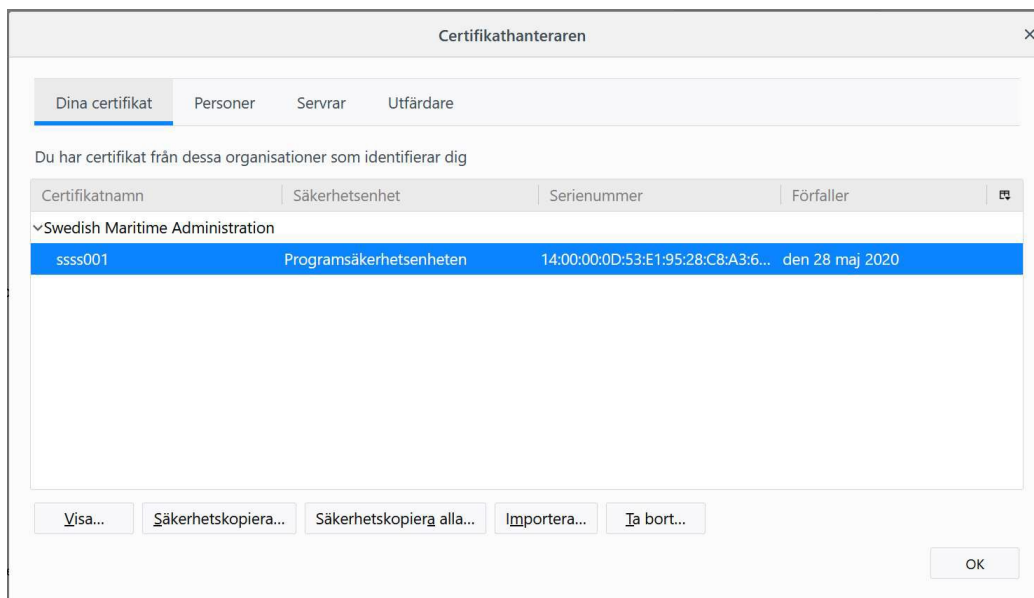 Certifikathanteraren
Dina certifikat Personer Servrar Utfärdare
Du har certifikat från dessa organisationer som identifierar dig
Certifikatnamn Säkerhetsenhet Serienummer Förfaller
Swedish Maritime Administration
ssss001 Programsäkerhetsenheten 14:00:00:0D:53:E1:95:28:C8:A3:6... den 28 maj 2020
Visa... Säkerhetskopiera... Säkerhetskopiera alla... Importera... Ta bort...
OK